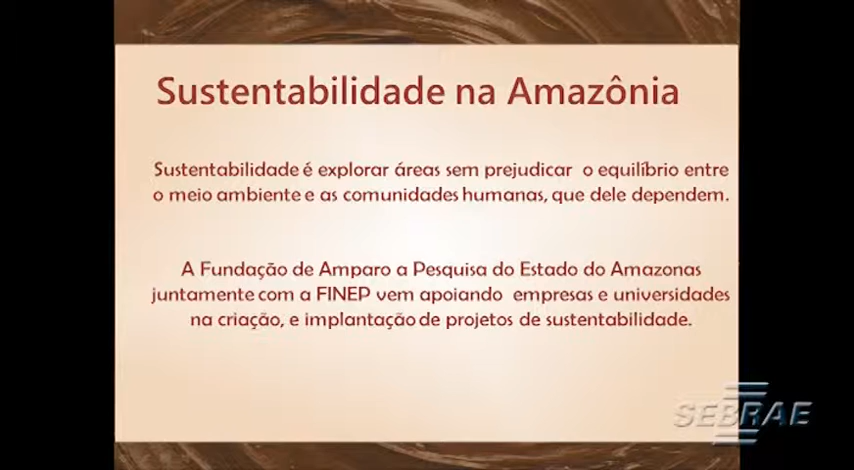 Sustentabilidade na Amazônia
Sustentabilidade é explorar áreas sem prejudicar o equilíbrio entre
o meio ambiente e as comunidades humanas, que dele dependem.
A Fundação de Amparo a Pesquisa do Estado do Amazonas
juntamente com a FINEP vem apoiando empresas e universidades
na criação, e implantação de projetos de sustentabilidade.
SEBRAE